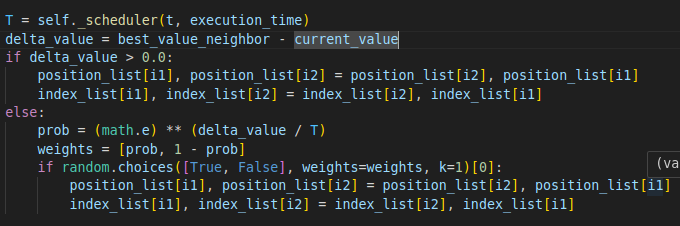 T = self._scheduler(t, execution_time)
delta_value = best_value_neighbor - current_value
if delta_value > 0.0:
    position_list[i1], position_list[i2] = position_list[i2], position_list[i1]
    index_list[i1], index_list[i2] = index_list[i2], index_list[i1]
else:
    prob = (math.e) ** (delta_value / T)
    weights = [prob, 1 - prob]
    if random.choices([True, False], weights=weights, k=1)[0]:
        position_list[i1], position_list[i2] = position_list[i2], position_list[i1]
        index_list[i1], index_list[i2] = index_list[i2], index_list[i1]
(va